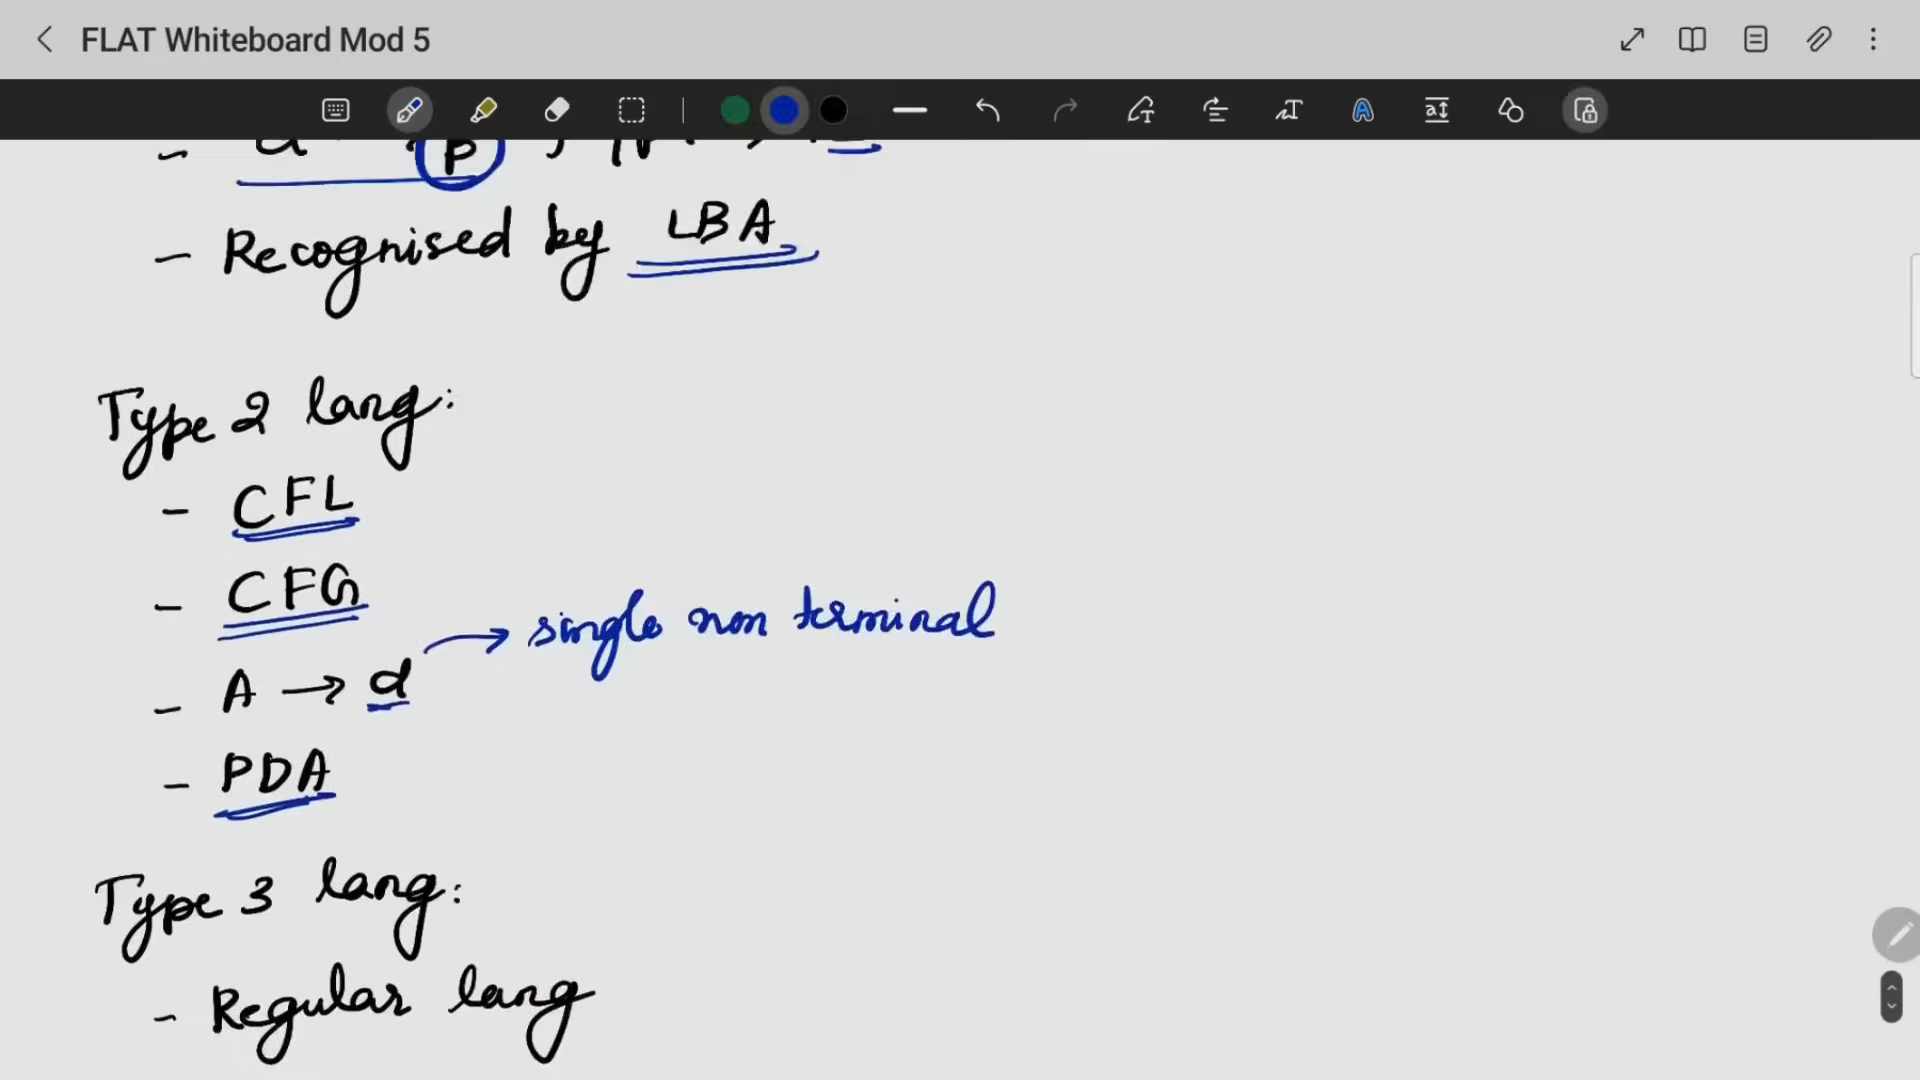 FLAT Whiteboard Mod 5
- Recognised by LBA
Type 2 lang:
- CFL
- CFG
- A → α → single non terminal
- PDA
Type 3 lang:
- Regular lang